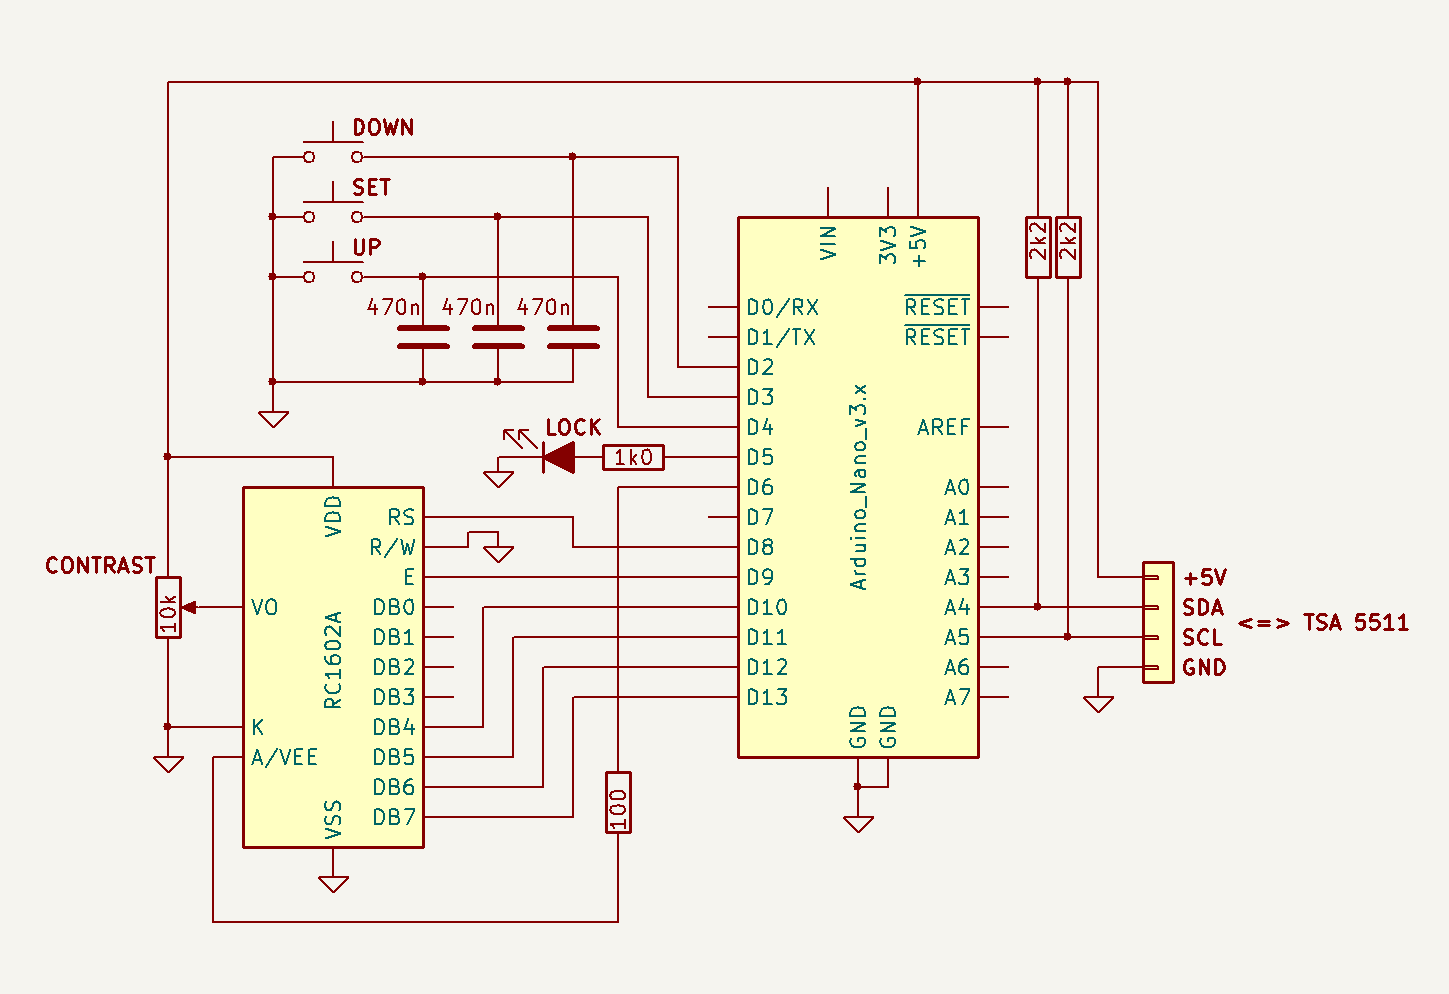 DOWN
SET
UP
470n 470n 470n
LOCK
1k0
2k2
2k2
VIN
3V3
+5V
D0/RX
D1/TX
D2
D3
D4
D5
D6
D7
D8
D9
D10
D11
D12
D13
Arduino_Nano_v3.x
RESET
RESET
AREF
A0
A1
A2
A3
A4
A5
A6
A7
GND
GND
CONTRAST
10k
VDD
VO
K
A/VEE
VSS
RC1602A
RS
R/W
E
DB0
DB1
DB2
DB3
DB4
DB5
DB6
DB7
100
+5V
SDA
SCL
GND
<=> TSA 5511